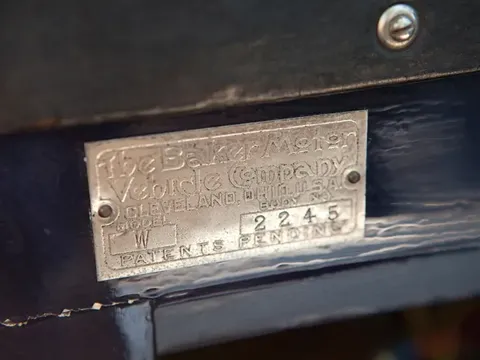 The Baker Motor
Vehicle Company
CLEVELAND, OHIO, U.S.A.
MODEL BODY NO.
W 2245
PATENTS PENDING